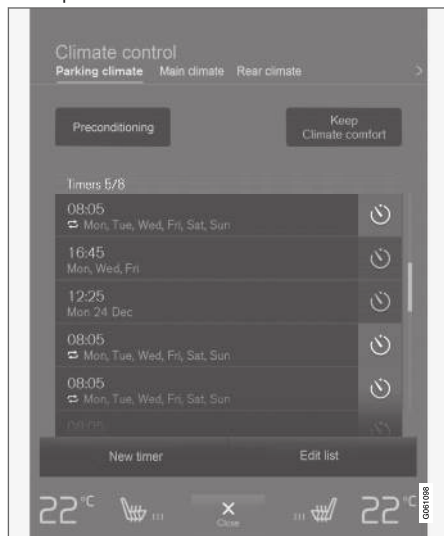 Climate control
Parking climate Main climate Rear climate >
Preconditioning
Keep
Climate comfort
Timers 5/8
08:05
Mon, Tue, Wed, Fri, Sat, Sun
16:45
Mon, Wed, Fri
12:25
Mon 24 Dec
08:05
Mon, Tue, Wed, Fri, Sat, Sun
08:05
Mon, Tue, Wed, Fri, Sat, Sun
08:05
New timer Edit list
22°C Close 22°C
G061098